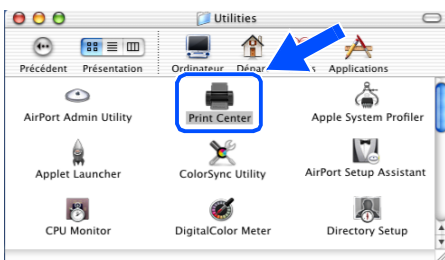 Utilities
Précédent Présentation Ordinateur Applications
AirPort Admin Utility Print Center Apple System Profiler
Applet Launcher ColorSync Utility AirPort Setup Assistant
CPU Monitor DigitalColor Meter Directory Setup